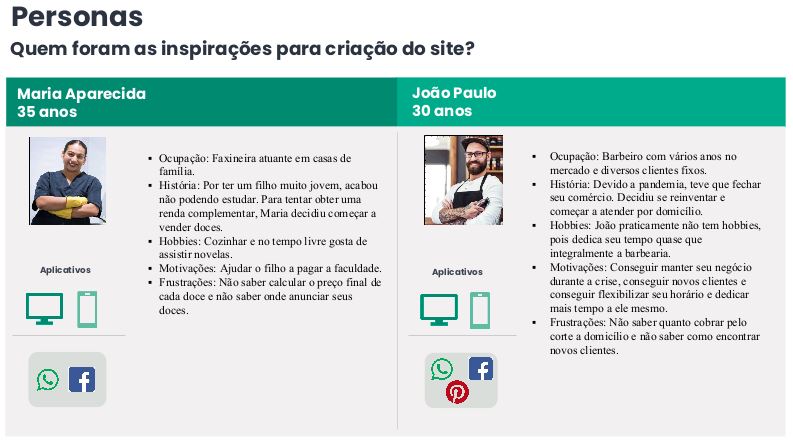 Personas
Quem foram as inspirações para criação do site?
Maria Aparecida
35 anos
▪ Ocupação: Faxineira atuante em casas de
família.
▪ História: Por ter um filho muito jovem, acabou
não podendo estudar. Para tentar obter uma
renda complementar, Maria decidiu começar a
vender doces.
▪ Hobbies: Cozinhar e no tempo livre gosta de
assistir novelas.
▪ Motivações: Ajudar o filho a pagar a faculdade.
▪ Frustrações: Não saber calcular o preço final de
cada doce e não saber onde anunciar seus
doces.
Aplicativos
João Paulo
30 anos
▪ Ocupação: Barbeiro com vários anos no
mercado e diversos clientes fixos.
▪ História: Devido a pandemia, teve que fechar
seu comércio. Decidiu se reinventar e
começar a atender por domicílio.
▪ Hobbies: João praticamente não tem hobbies,
pois dedica seu tempo quase que
integralmente a barbearia.
▪ Motivações: Conseguir manter seu negócio
durante a crise, conseguir novos clientes e
conseguir flexibilizar seu horário e dedicar
mais tempo a ele mesmo.
▪ Frustrações: Não saber quanto cobrar pelo
corte a domicílio e não saber como encontrar
novos clientes.
Aplicativos